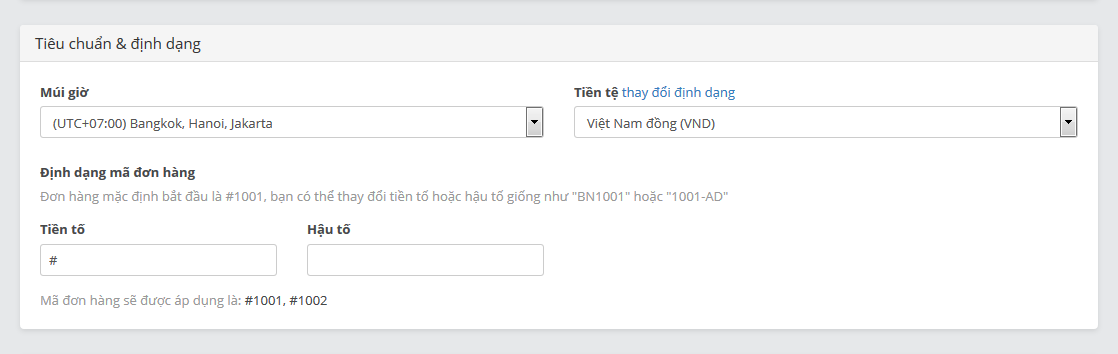 Tiêu chuẩn & định dạng
Múi giờ
Tiền tệ thay đổi định dạng
(UTC+07:00) Bangkok, Hanoi, Jakarta
Việt Nam đồng (VND)
Định dạng mã đơn hàng
Đơn hàng mặc định bắt đầu là #1001, bạn có thể thay đổi tiền tố hoặc hậu tố giống như "BN1001" hoặc "1001-AD"
Tiền tố
Hậu tố
#
Mã đơn hàng sẽ được áp dụng là: #1001, #1002